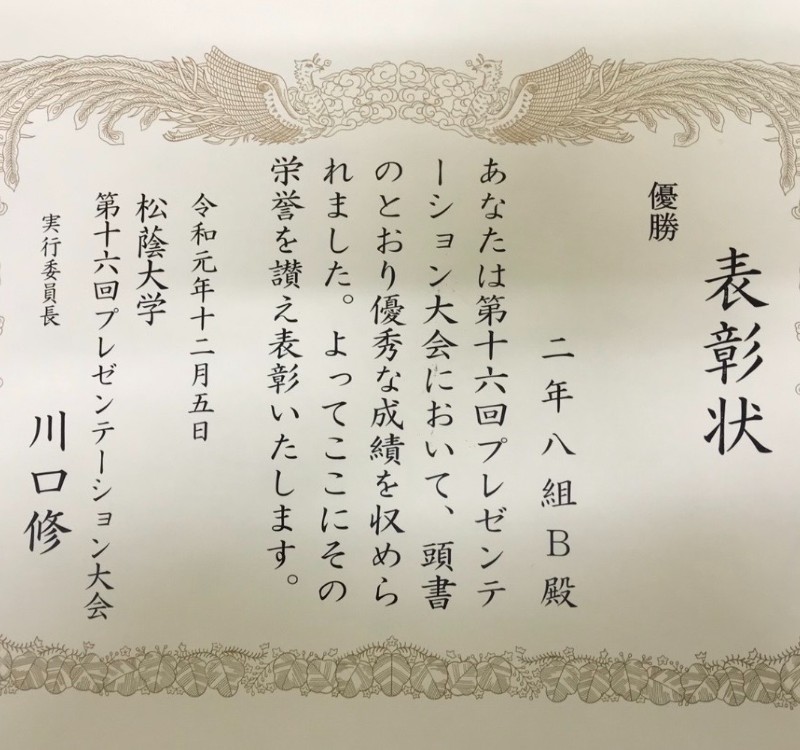 表彰状
優勝
二年八組B殿
あなたは第十六回プレゼンテ
ーション大会において、頭書
のとおり優秀な成績を収めら
れました。よってここにその
栄誉を讃え表彰いたします。
令和元年十二月五日
松蔭大学
第十六回プレゼンテーション大会
実行委員長
川口修